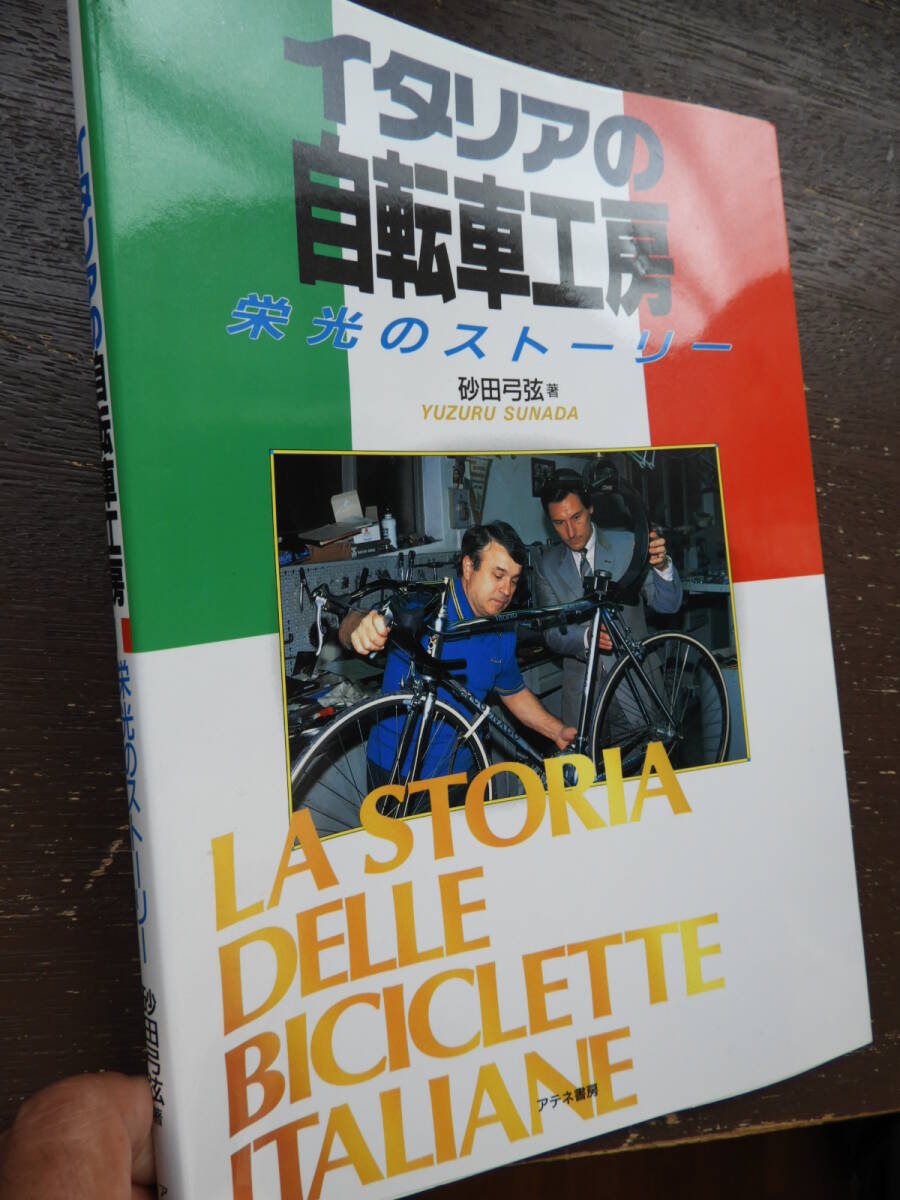 イタリアの
自転車工房
栄光のストーリー
砂田弓弦 著
YUZURU SUNADA
LA STORIA
DELLE
BICICLETTE
ITALIANE
アテネ書房
イタリアの自転車工房 栄光のストーリー 砂田弓弦 著 ア